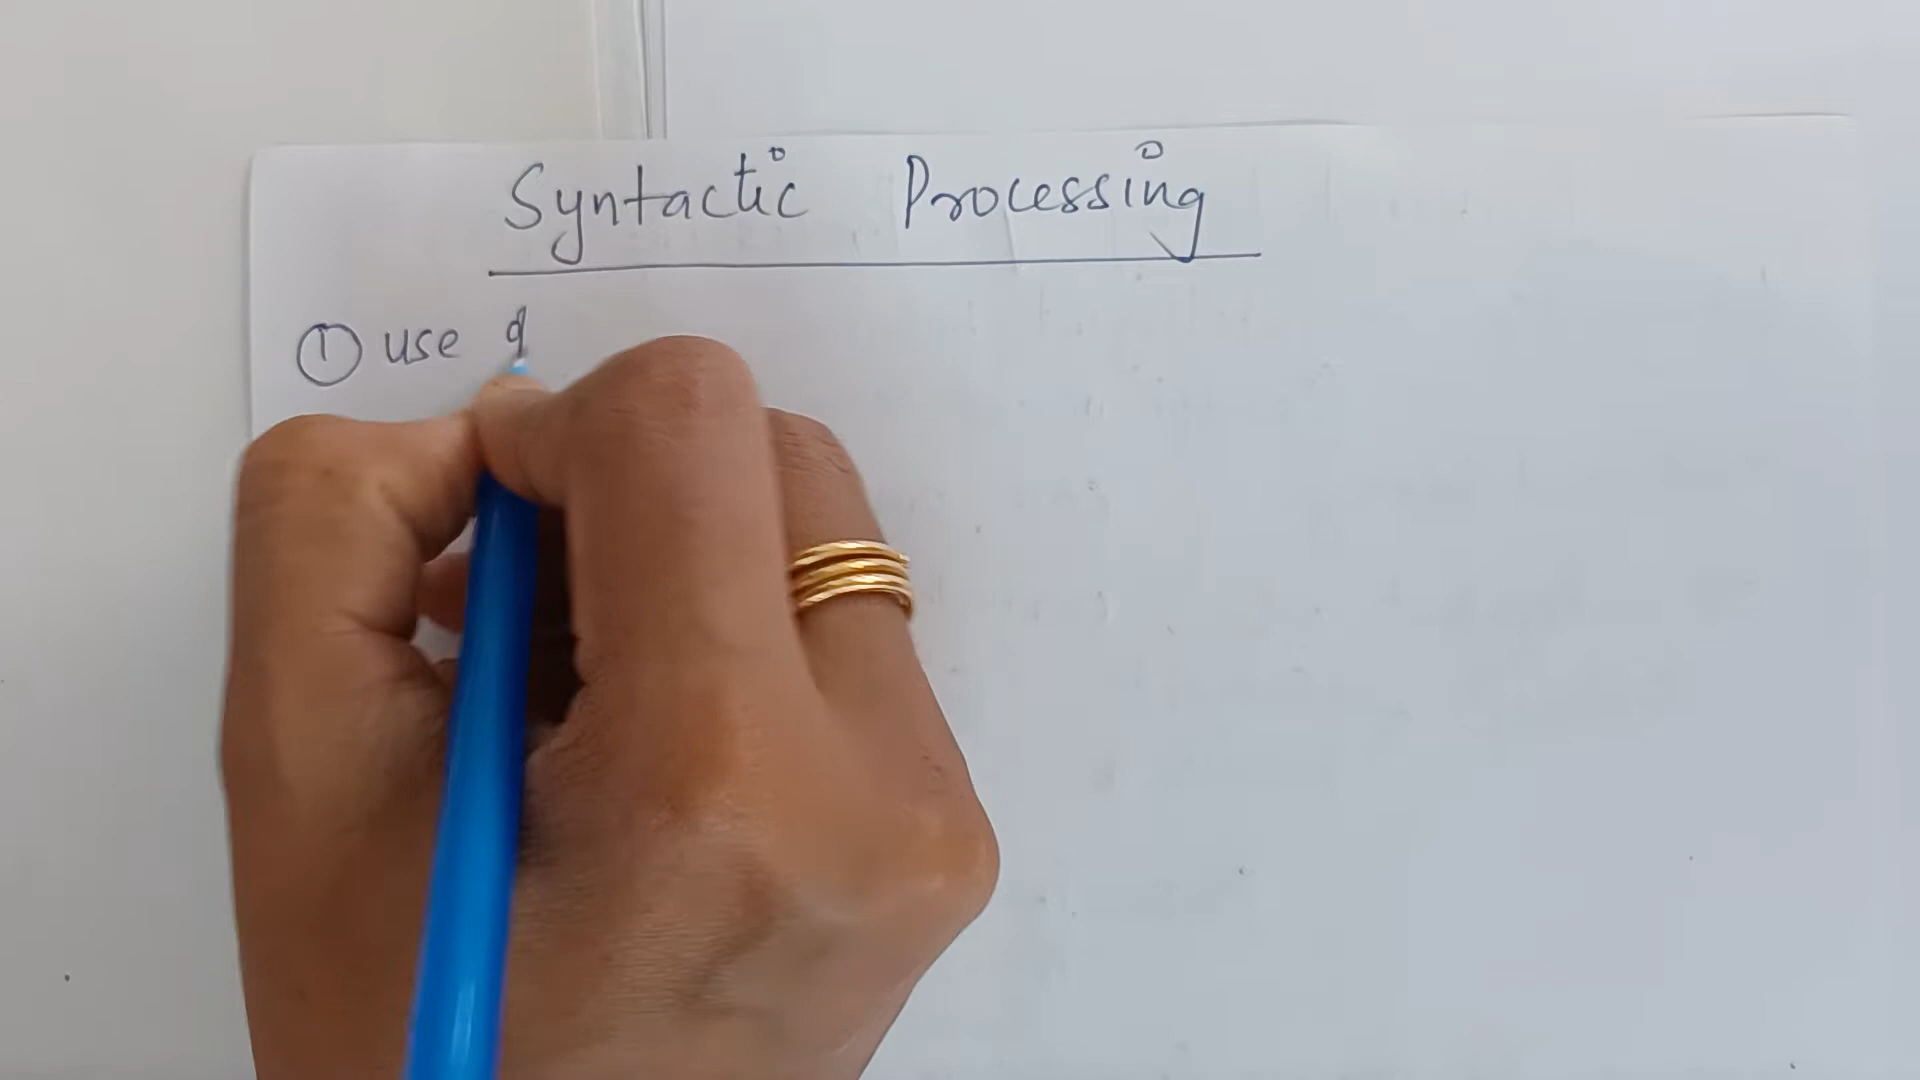 Syntactic Processing
① use